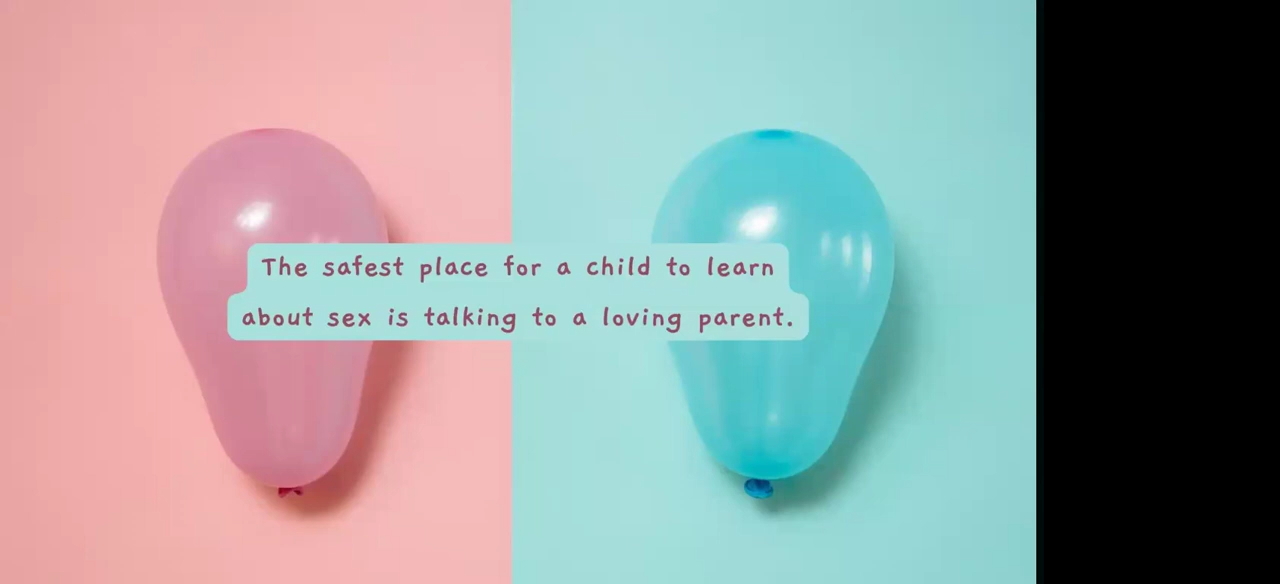 The safest place for a child to learn
about sex is talking to a loving parent.